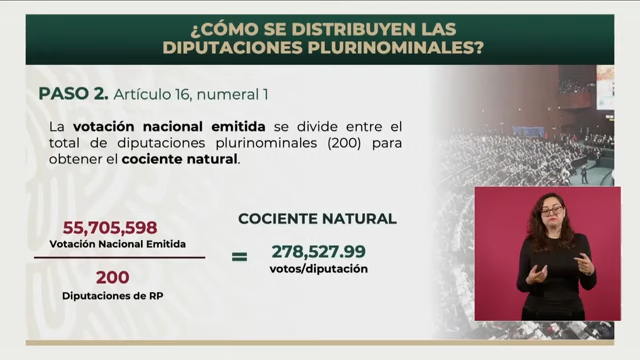 ¿CÓMO SE DISTRIBUYEN LAS
DIPUTACIONES PLURINOMINALES?
PASO 2. Artículo 16, numeral 1
La votación nacional emitida se divide entre el
total de diputaciones plurinominales (200) para
obtener el cociente natural.
55,705,598
Votación Nacional Emitida
200
Diputaciones de RP
=
COCIENTE NATURAL
278,527.99
votos/diputación